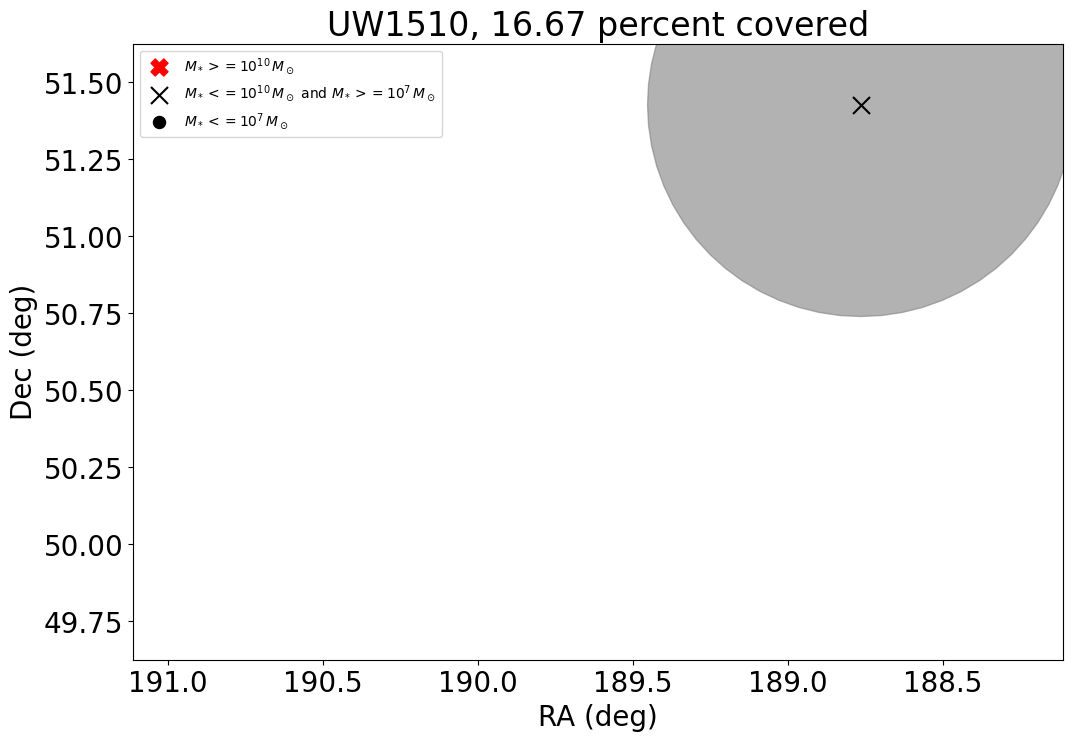 UW1510, 16.67 percent covered
M* >= 10^10 M⊙
M* <= 10^10 M⊙ and M* >= 10^7 M⊙
M* <= 10^7 M⊙
51.50
51.25
51.00
50.75
50.50
50.25
50.00
49.75
Dec (deg)
191.0 190.5 190.0 189.5 189.0 188.5
RA (deg)